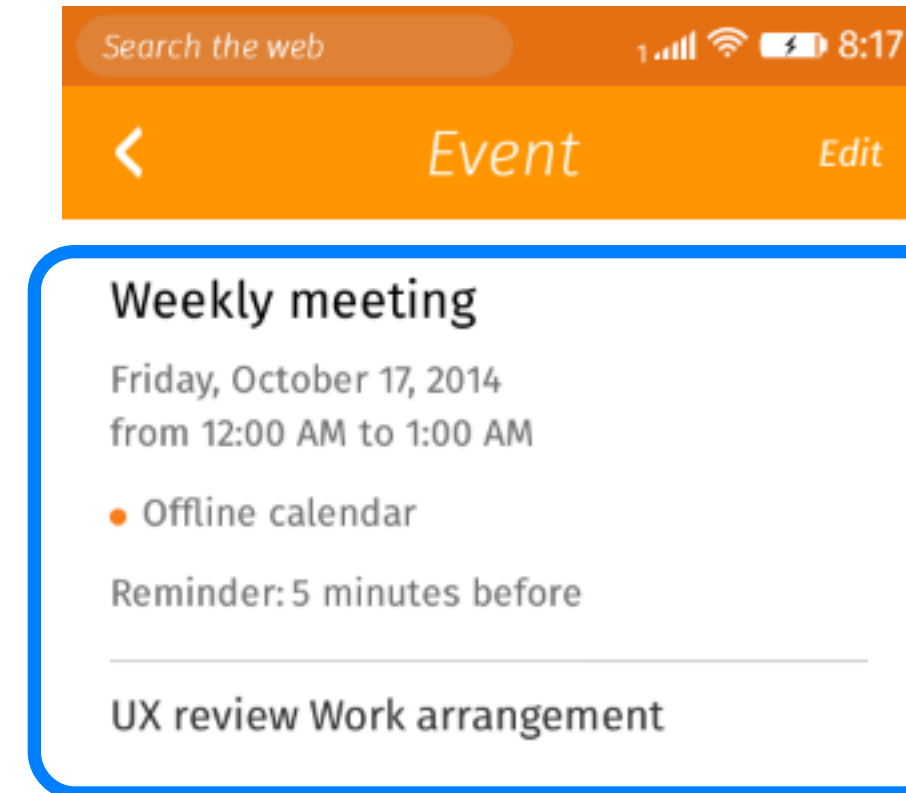 Search the web
1 8:17
Event Edit
Weekly meeting
Friday, October 17, 2014
from 12:00 AM to 1:00 AM
Offline calendar
Reminder: 5 minutes before
UX review Work arrangement